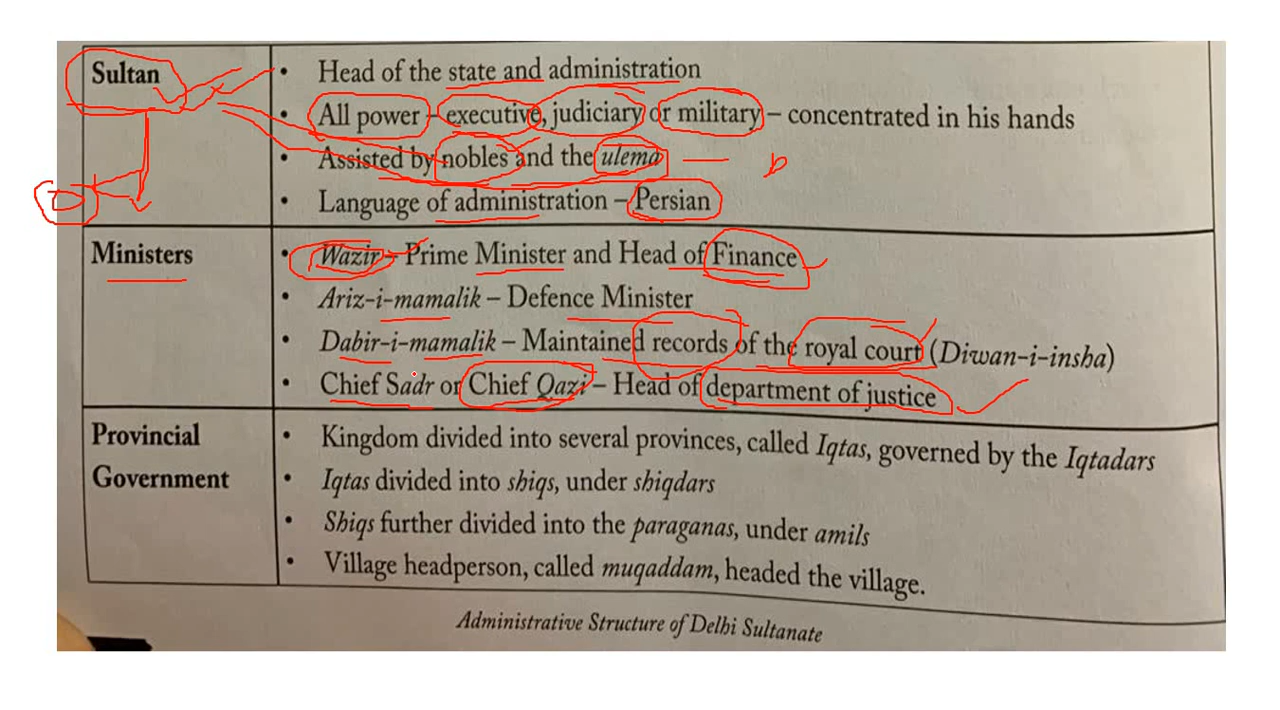 Sultan
• Head of the state and administration
• All power – executive, judiciary or military – concentrated in his hands
• Assisted by nobles and the ulema
• Language of administration – Persian
Ministers
• Wazir – Prime Minister and Head of Finance
• Ariz-i-mamalik – Defence Minister
• Dabir-i-mamalik – Maintained records of the royal court (Diwan-i-insha)
• Chief Sadr or Chief Qazi – Head of department of justice
Provincial
Government
• Kingdom divided into several provinces, called Iqtas, governed by the Iqtadars
• Iqtas divided into shiqs, under shiqdars
• Shiqs further divided into the paraganas, under amils
• Village headperson, called muqaddam, headed the village.
Administrative Structure of Delhi Sultanate